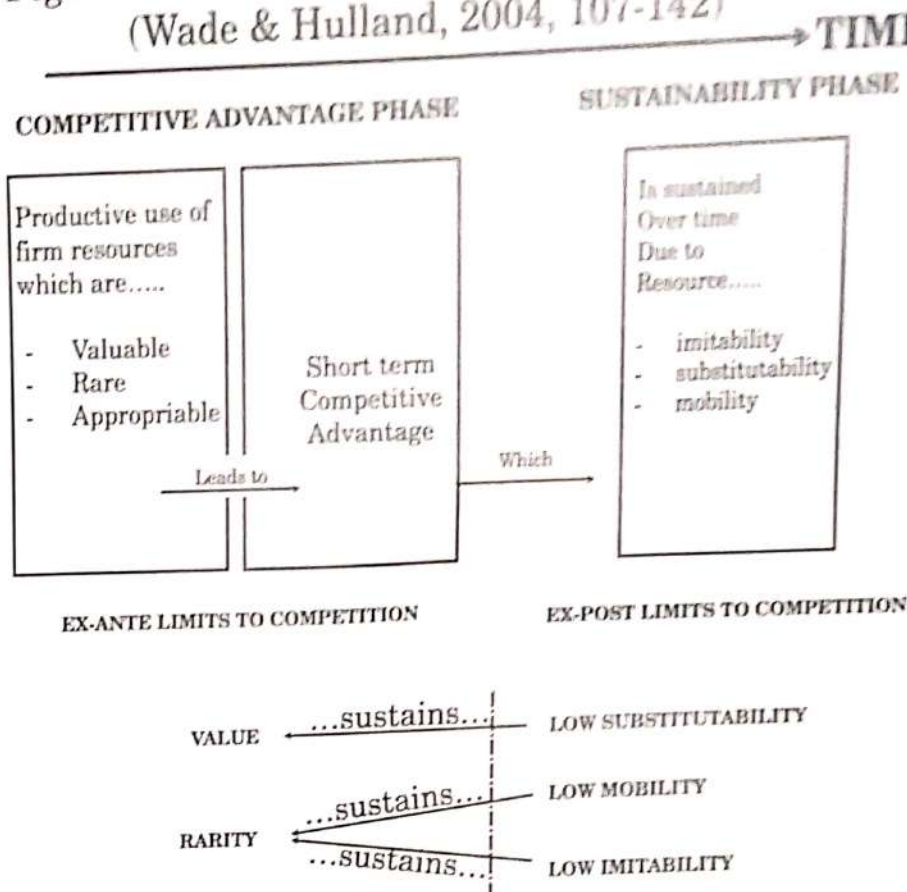 (Wade & Hulland, 2004, 107-142)
TIME
COMPETITIVE ADVANTAGE PHASE
SUSTAINABILITY PHASE
Productive use of
firm resources
which are.....
- Valuable
- Rare
- Appropriable
Leads to
Short term
Competitive
Advantage
Which
Is sustained
Over time
Due to
Resource.....
- imitability
- substitutability
- mobility
EX-ANTE LIMITS TO COMPETITION
EX-POST LIMITS TO COMPETITION
VALUE
...sustains...
LOW SUBSTITUTABILITY
RARITY
...sustains...
LOW MOBILITY
...sustains...
LOW IMITABILITY